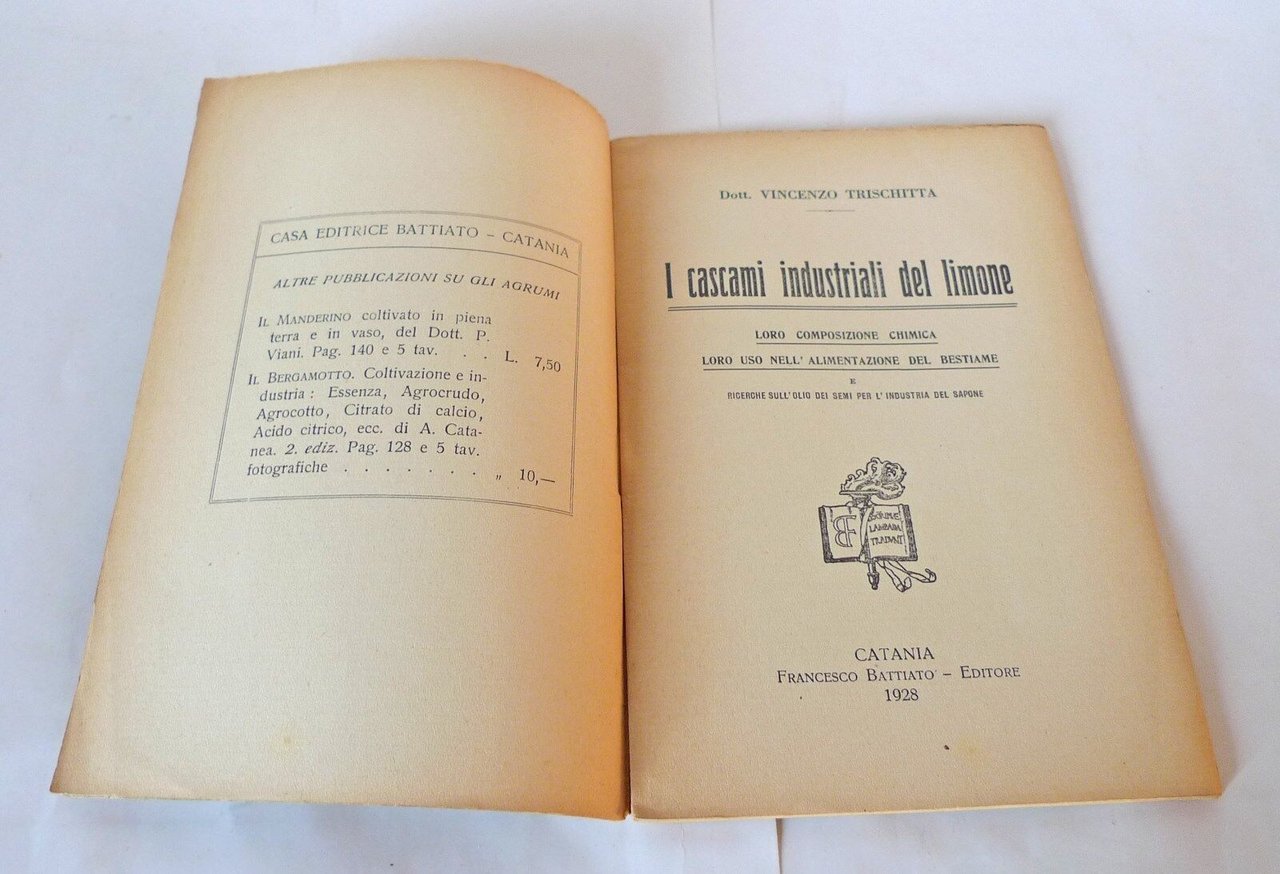 CASA EDITRICE BATTIATO – CATANIA
ALTRE PUBBLICAZIONI SU GLI AGRUMI
IL MANDERINO coltivato in piena
terra e in vaso, del Dott. P.
Viani. Pag. 140 e 5 tav. . . L. 7,50
IL BERGAMOTTO. Coltivazione e in-
dustria : Essenza, Agrocrudo,
Agrocotto, Citrato di calcio,
Acido citrico, ecc. di A. Cata-
nea. 2. ediz. Pag. 128 e 5 tav.
fotografiche . . . . . . . „ 10,—
Dott. VINCENZO TRISCHITTA
I cascami industriali del limone
LORO COMPOSIZIONE CHIMICA
LORO USO NELL'ALIMENTAZIONE DEL BESTIAME
E
RICERCHE SULL'OLIO DEI SEMI PER L'INDUSTRIA DEL SAPONE
BF
LAMPADA
TRADUNT
CATANIA
FRANCESCO BATTIATO – EDITORE
1928